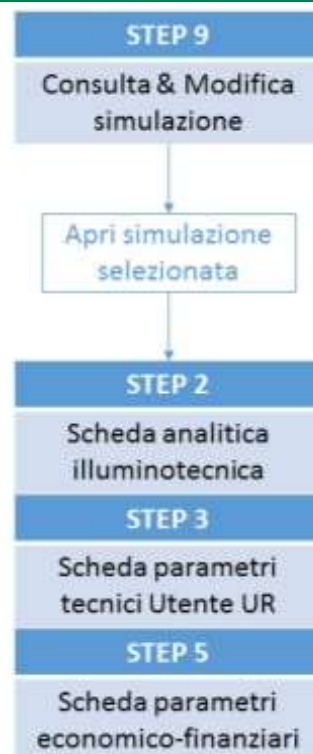 STEP 9
Consulta & Modifica
simulazione
Apri simulazione
selezionata
STEP 2
Scheda analitica
illuminotecnica
STEP 3
Scheda parametri
tecnici Utente UR
STEP 5
Scheda parametri
economico-finanziari